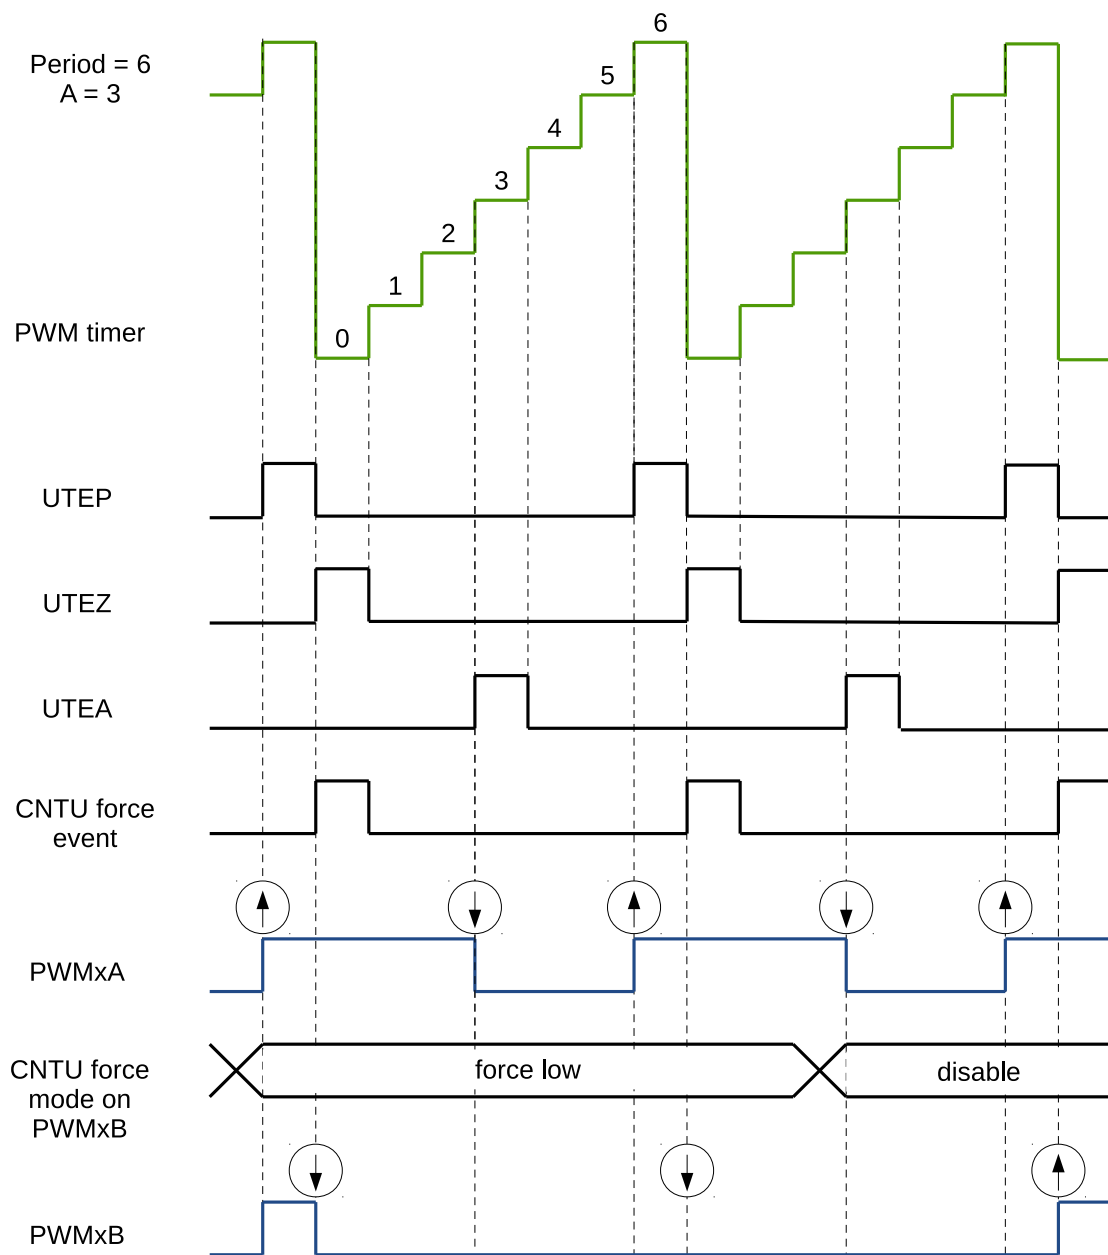 Period = 6
A = 3
6
5
4
3
2
1
0
PWM timer
UTEP
UTEZ
UTEA
CNTU force
event
PWMxA
CNTU force
mode on
PWMxB
force low
disable
PWMxB